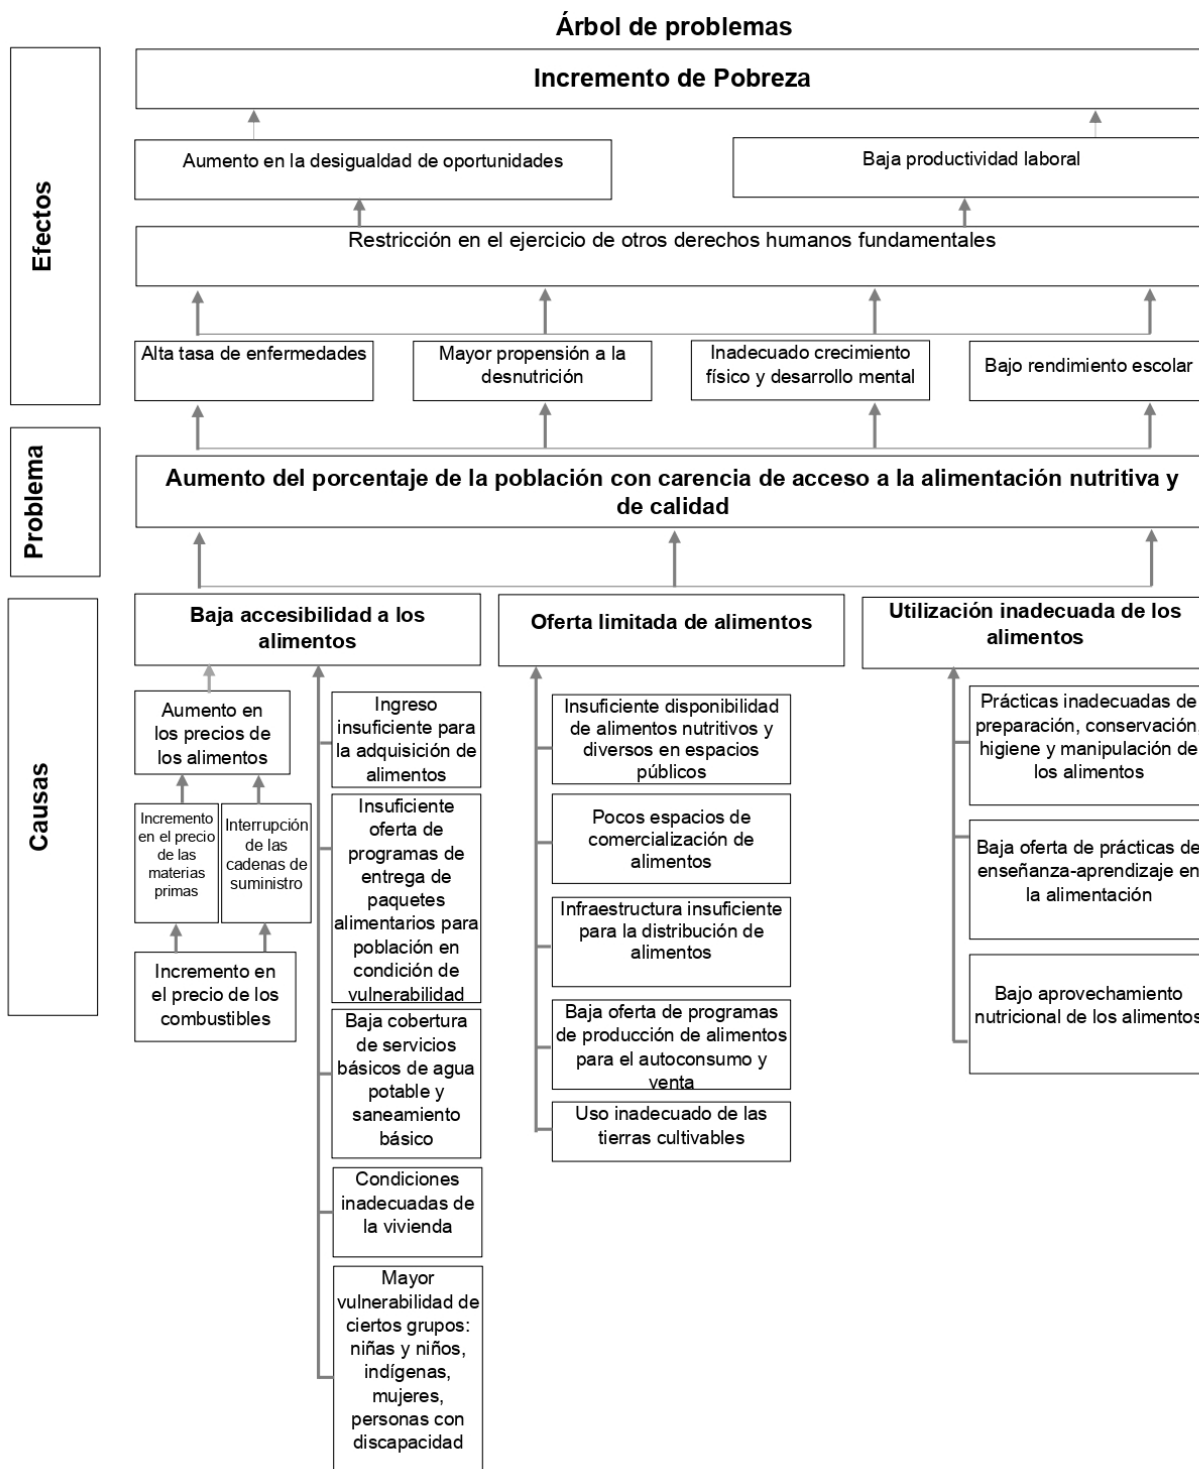 Árbol de problemas
Efectos
Incremento de Pobreza
Aumento en la desigualdad de oportunidades
Baja productividad laboral
Restricción en el ejercicio de otros derechos humanos fundamentales
Alta tasa de enfermedades
Mayor propensión a la
desnutrición
Inadecuado crecimiento
físico y desarrollo mental
Bajo rendimiento escolar
Problema
Aumento del porcentaje de la población con carencia de acceso a la alimentación nutritiva y
de calidad
Causas
Baja accesibilidad a los
alimentos
Aumento en
los precios de
los alimentos
Incremento
en el precio
de las
materias
primas
Interrupción
de las
cadenas de
suministro
Incremento en
el precio de los
combustibles
Ingreso
insuficiente para
la adquisición de
alimentos
Insuficiente
oferta de
programas de
entrega de
paquetes
alimentarios para
población en
condición de
vulnerabilidad
Baja cobertura
de servicios
básicos de agua
potable y
saneamiento
básico
Condiciones
inadecuadas de
la vivienda
Mayor
vulnerabilidad de
ciertos grupos:
niñas y niños,
indígenas,
mujeres,
personas con
discapacidad
Oferta limitada de alimentos
Insuficiente disponibilidad
de alimentos nutritivos y
diversos en espacios
públicos
Pocos espacios de
comercialización de
alimentos
Infraestructura insuficiente
para la distribución de
alimentos
Baja oferta de programas
de producción de alimentos
para el autoconsumo y
venta
Uso inadecuado de las
tierras cultivables
Utilización inadecuada de los
alimentos
Prácticas inadecuadas de
preparación, conservación,
higiene y manipulación de
los alimentos
Baja oferta de prácticas de
enseñanza-aprendizaje en
la alimentación
Bajo aprovechamiento
nutricional de los alimentos